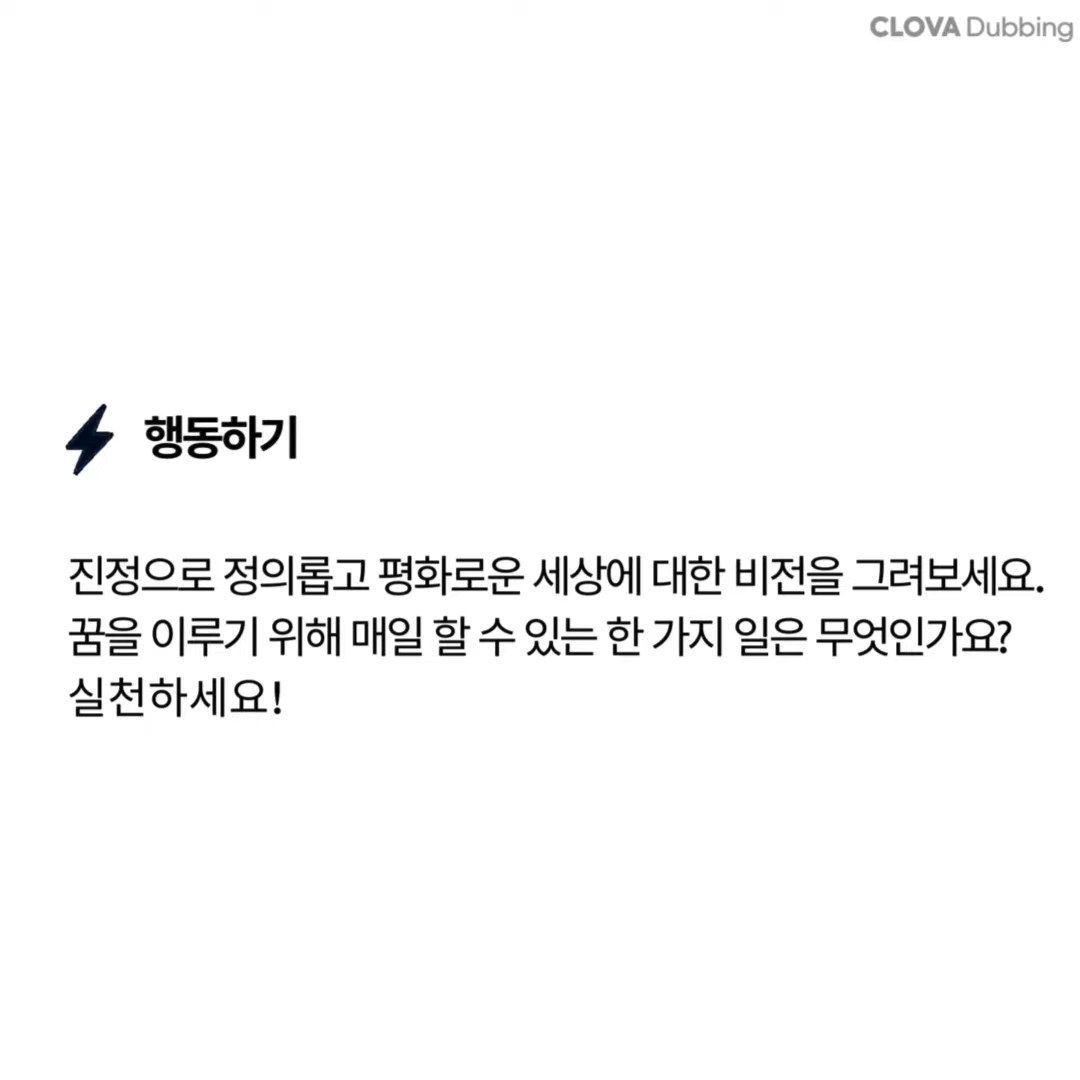 CLOVA Dubbing
행동하기
진정으로 정의롭고 평화로운 세상에 대한 비전을 그려보세요.
꿈을 이루기 위해 매일 할 수 있는 한 가지 일은 무엇인가요?
실천하세요!